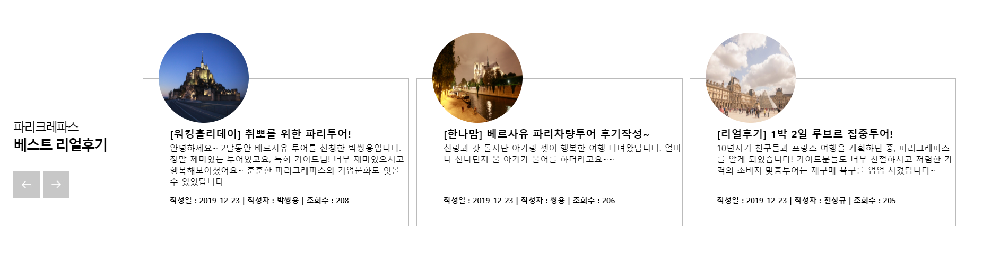 파리크레파스
베스트 리얼후기
[워킹홀리데이] 취뽀를 위한 파리투어!
안녕하세요~ 2달동안 베르사유 투어를 신청한 박쌍용입니다.
정말 제미있는 투어였고요, 특히 가이드님! 너무 재미있으시고
행복해보이셨어요~ 훈훈한 파리크레파스의 기업문화도 엿볼
수 있었답니다
작성일 : 2019-12-23 | 작성자 : 박쌍용 | 조회수 : 208
[한나맘] 베르사유 파리차량투어 후기작성~
신랑과 갓 돌지난 아가랑 셋이 행복한 여행 다녀왔답니다. 얼마
나 신나던지 울 아가가 불어를 하더라고요~~
작성일 : 2019-12-23 | 작성자 : 쌍용 | 조회수 : 206
[리얼후기] 1박 2일 루브르 집중투어!
10년지기 친구들과 프랑스 여행을 계획하던 중, 파리크레파스
를 알게 되었습니다! 가이드분들도 너무 친절하시고 저렴한 가
격의 소비자 맞춤투어는 재구매 욕구를 업업 시켰답니다~
작성일 : 2019-12-23 | 작성자 : 진창규 | 조회수 : 205